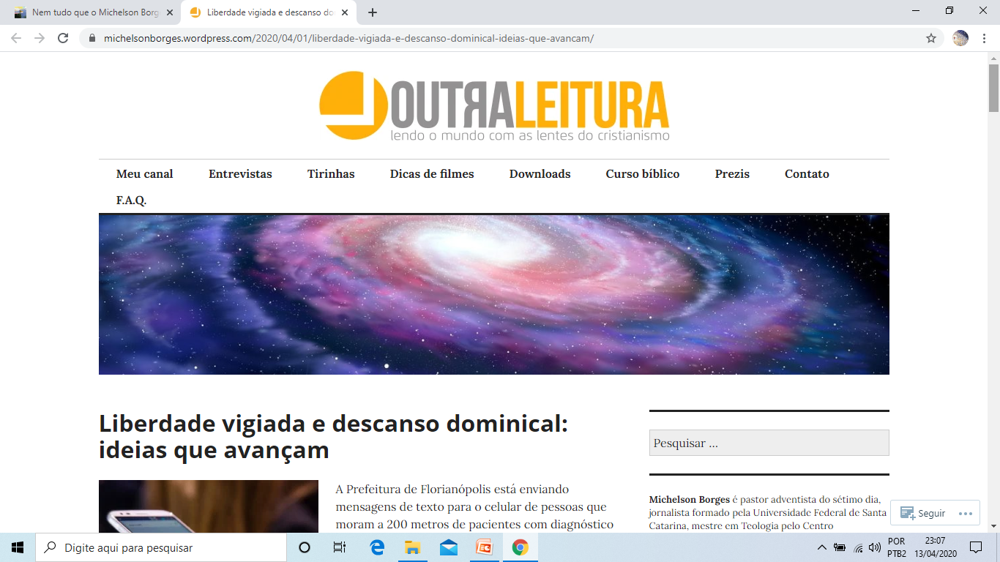 Nem tudo que o Michelson Borg
Liberdade vigiada e descanso do
michelsonborges.wordpress.com/2020/04/01/liberdade-vigiada-e-descanso-dominical-ideias-que-avancam/
OUTRALEITURA
lendo o mundo com as lentes do cristianismo
Meu canal Entrevistas Tirinhas Dicas de filmes Downloads Curso bíblico Prezis Contato
F.A.Q.
Liberdade vigiada e descanso dominical:
ideias que avançam
A Prefeitura de Florianópolis está enviando
mensagens de texto para o celular de pessoas que
moram a 200 metros de pacientes com diagnóstico
Pesquisar …
Michelson Borges é pastor adventista do sétimo dia,
jornalista formado pela Universidade Federal de Santa
Catarina, mestre em Teologia pelo Centro
Seguir
Digite aqui para pesquisar
POR
PTB2
23:07
13/04/2020